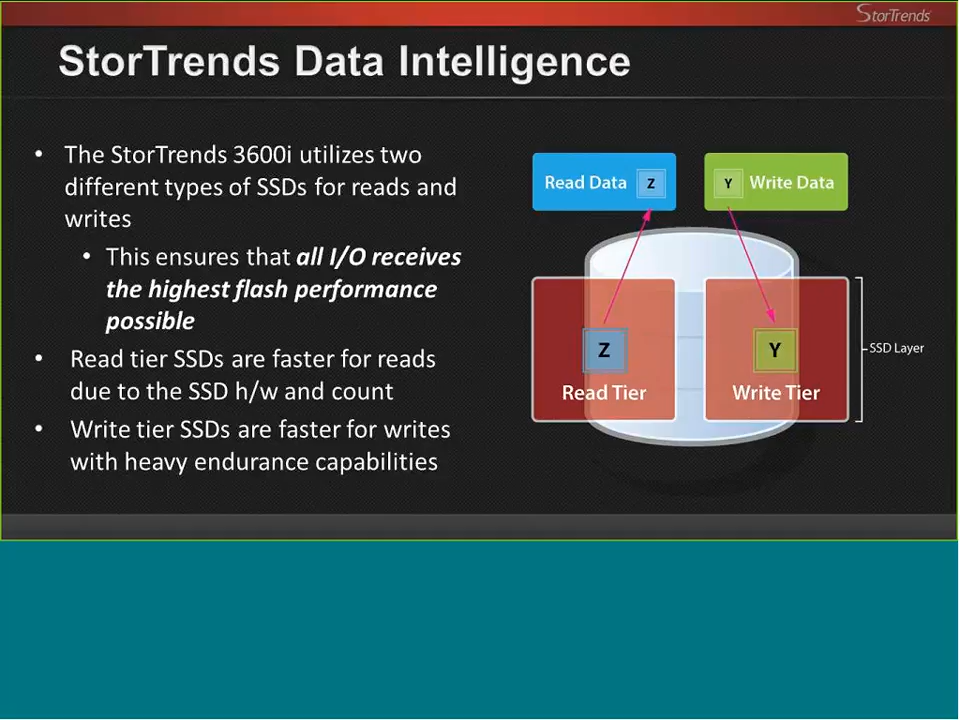 StorTrends
StorTrends Data Intelligence
• The StorTrends 3600i utilizes two
different types of SSDs for reads and
writes
• This ensures that all I/O receives
the highest flash performance
possible
• Read tier SSDs are faster for reads
due to the SSD h/w and count
• Write tier SSDs are faster for writes
with heavy endurance capabilities
Read Data Z
Y Write Data
Z
Read Tier
Y
Write Tier
SSD Layer